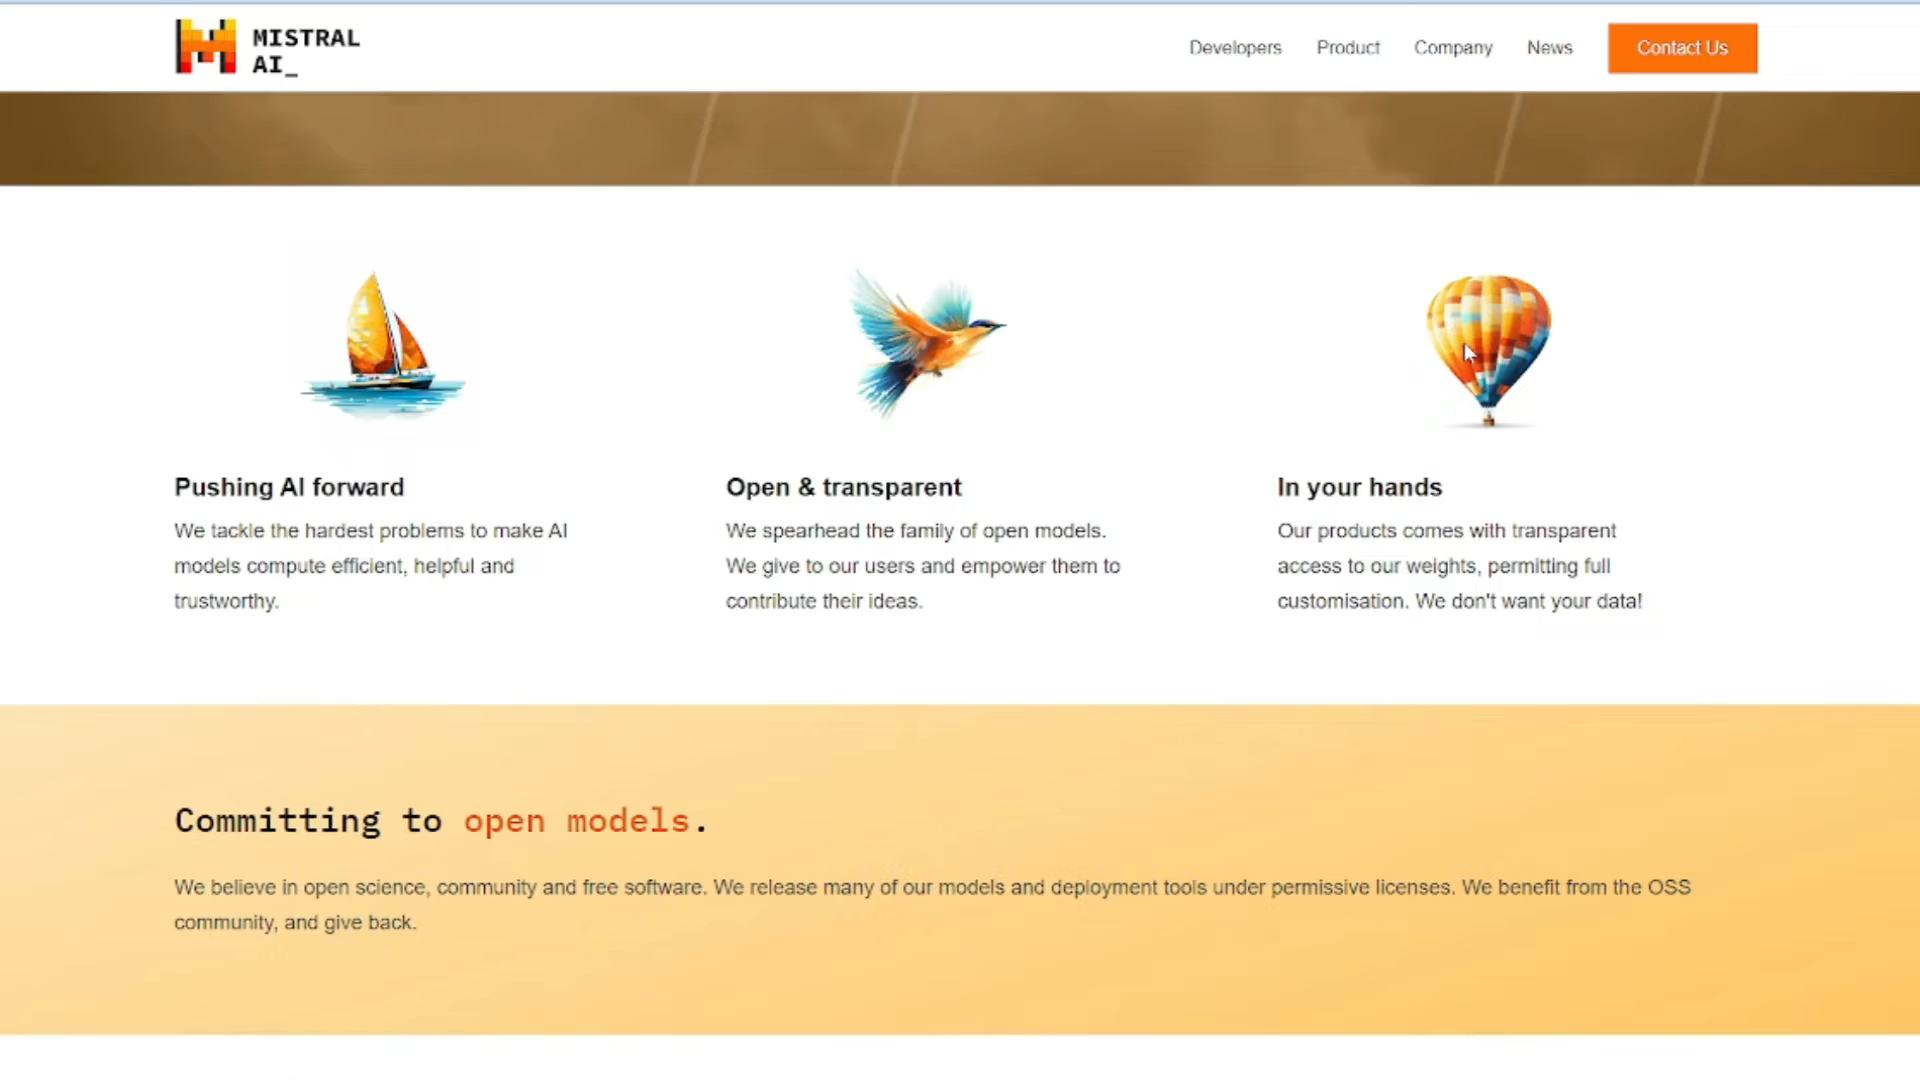 MISTRAL
AI_
Developers Product Company News Contact Us
Pushing AI forward
We tackle the hardest problems to make AI
models compute efficient, helpful and
trustworthy.
Open & transparent
We spearhead the family of open models.
We give to our users and empower them to
contribute their ideas.
In your hands
Our products comes with transparent
access to our weights, permitting full
customisation. We don't want your data!
Committing to open models.
We believe in open science, community and free software. We release many of our models and deployment tools under permissive licenses. We benefit from the OSS
community, and give back.